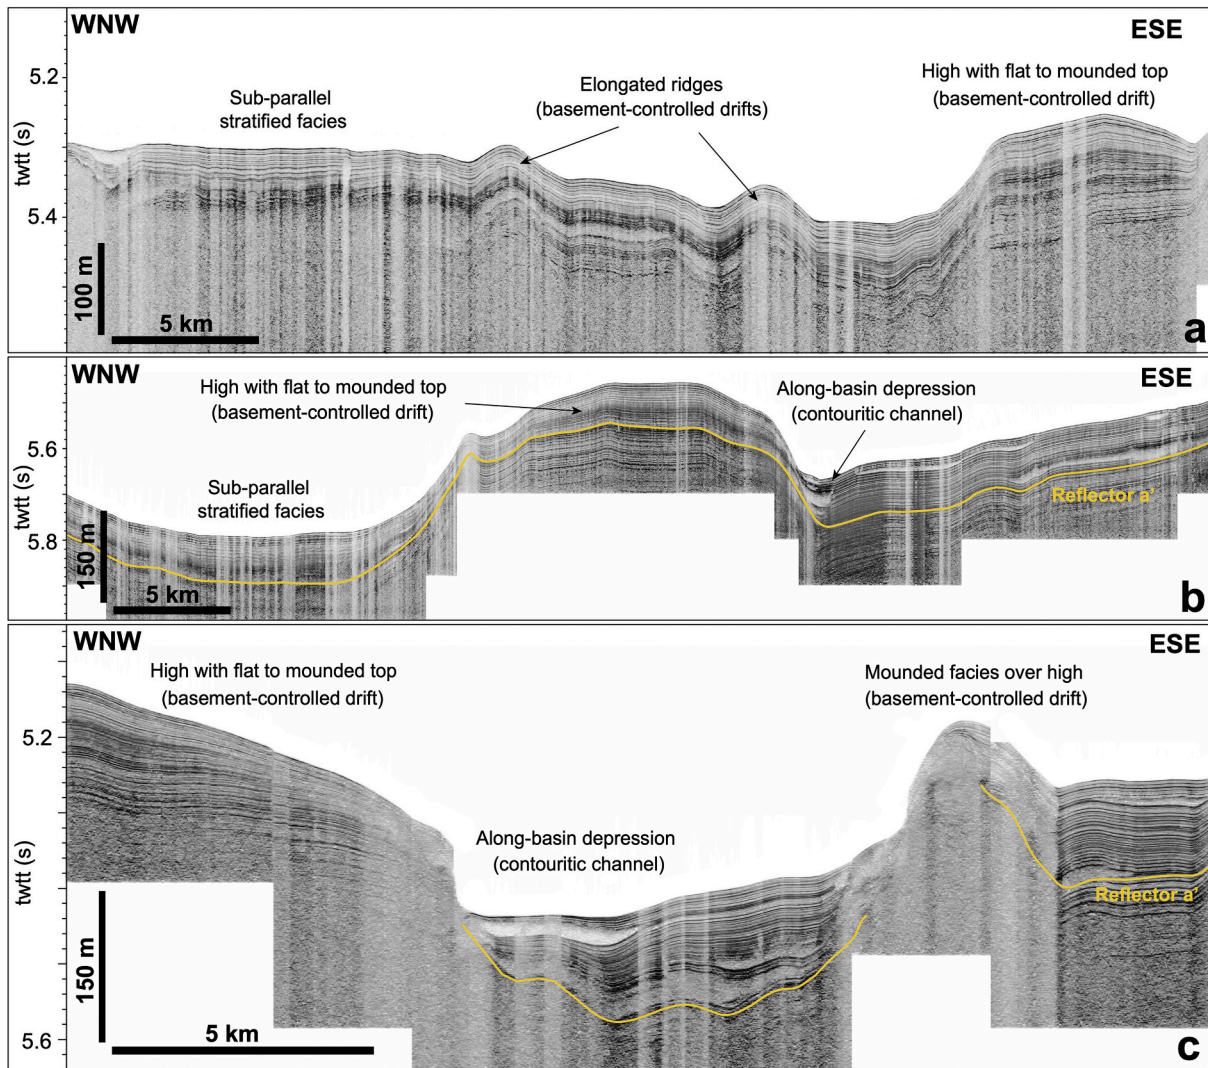 WNW
ESE
5.2
5.4
twtt (s)
Sub-parallel
stratified facies
Elongated ridges
(basement-controlled drifts)
High with flat to mounded top
(basement-controlled drift)
100 m
5 km
a
WNW
ESE
5.6
5.8
twtt (s)
High with flat to mounded top
(basement-controlled drift)
Along-basin depression
(contouritic channel)
Sub-parallel
stratified facies
Reflector a'
150 m
5 km
b
WNW
ESE
5.2
5.6
twtt (s)
High with flat to mounded top
(basement-controlled drift)
Mounded facies over high
(basement-controlled drift)
Along-basin depression
(contouritic channel)
Reflector a'
150 m
5 km
c